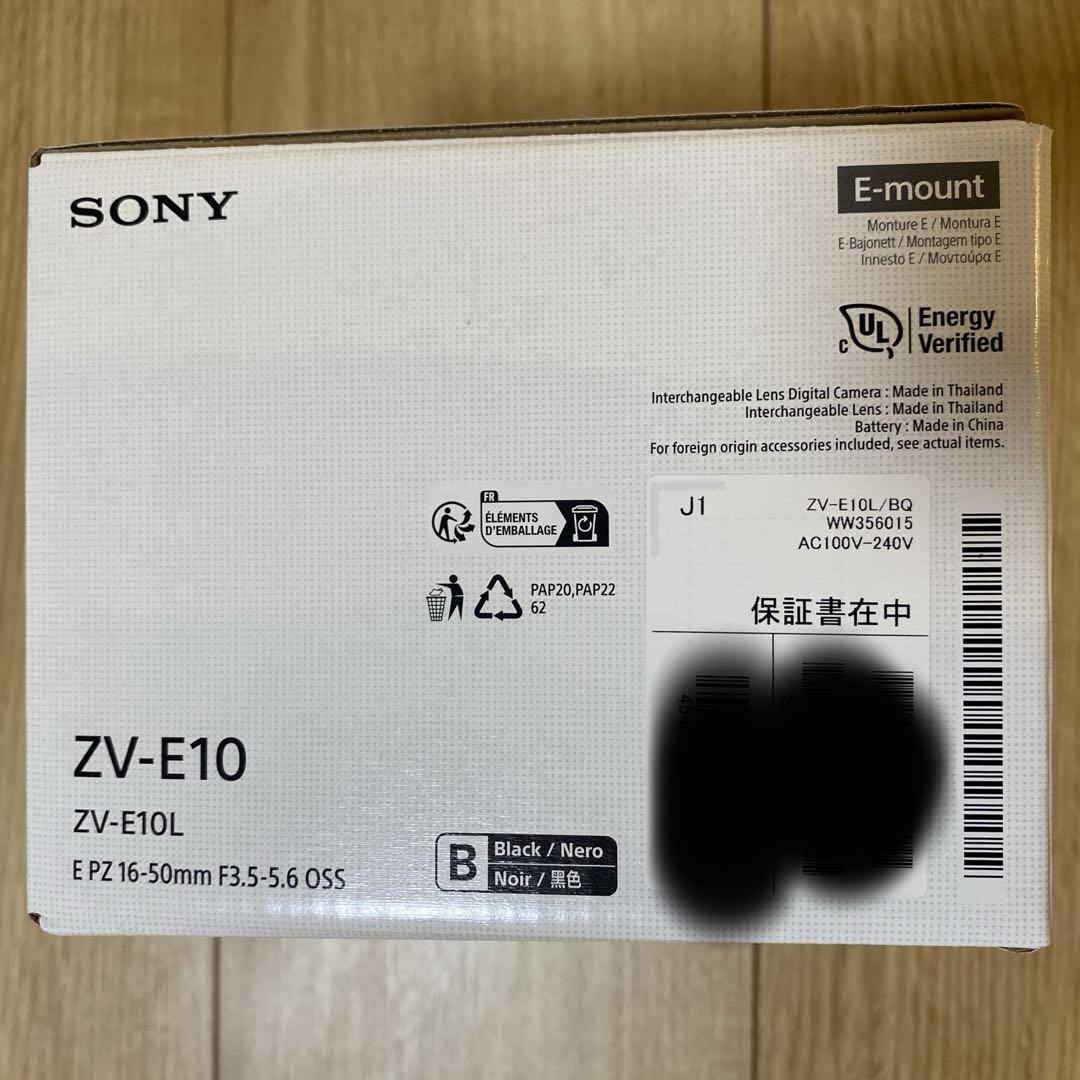 SONY
E-mount
Monture E / Montura E
E-Bajonett / Montagem tipo E
Innesto E / Μοντούρα E
C UL Energy
Verified
Interchangeable Lens Digital Camera : Made in Thailand
Interchangeable Lens : Made in Thailand
Battery : Made in China
For foreign origin accessories included, see actual items.
FR
ÉLÉMENTS
D'EMBALLAGE
J1
ZV-E10L/BQ
WW356015
AC100V-240V
PAP20,PAP22
62
保証書在中
ZV-E10
ZV-E10L
E PZ 16-50mm F3.5-5.6 OSS
B
Black / Nero
Noir / 黑色